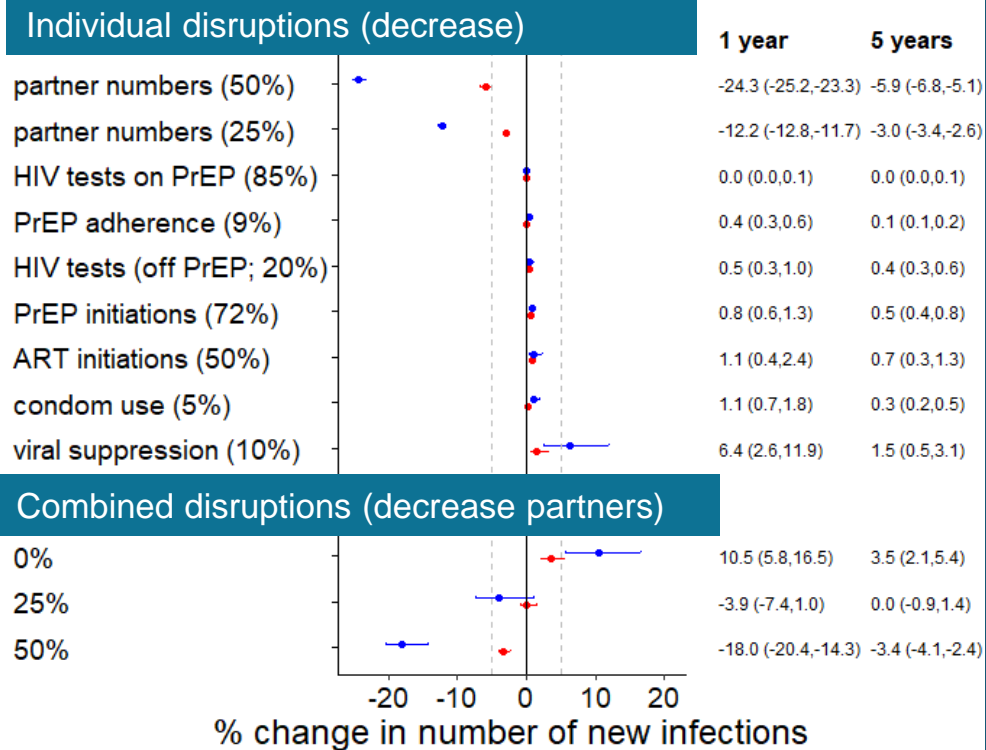 Individual disruptions (decrease)
1 year 5 years
partner numbers (50%) -24.3 (-25.2,-23.3) -5.9 (-6.8,-5.1)
partner numbers (25%) -12.2 (-12.8,-11.7) -3.0 (-3.4,-2.6)
HIV tests on PrEP (85%) 0.0 (0.0,0.1) 0.0 (0.0,0.1)
PrEP adherence (9%) 0.4 (0.3,0.6) 0.1 (0.1,0.2)
HIV tests (off PrEP; 20%) 0.5 (0.3,1.0) 0.4 (0.3,0.6)
PrEP initiations (72%) 0.8 (0.6,1.3) 0.5 (0.4,0.8)
ART initiations (50%) 1.1 (0.4,2.4) 0.7 (0.3,1.3)
condom use (5%) 1.1 (0.7,1.8) 0.3 (0.2,0.5)
viral suppression (10%) 6.4 (2.6,11.9) 1.5 (0.5,3.1)
Combined disruptions (decrease partners)
0% 10.5 (5.8,16.5) 3.5 (2.1,5.4)
25% -3.9 (-7.4,1.0) 0.0 (-0.9,1.4)
50% -18.0 (-20.4,-14.3) -3.4 (-4.1,-2.4)
-20 -10 0 10 20
% change in number of new infections